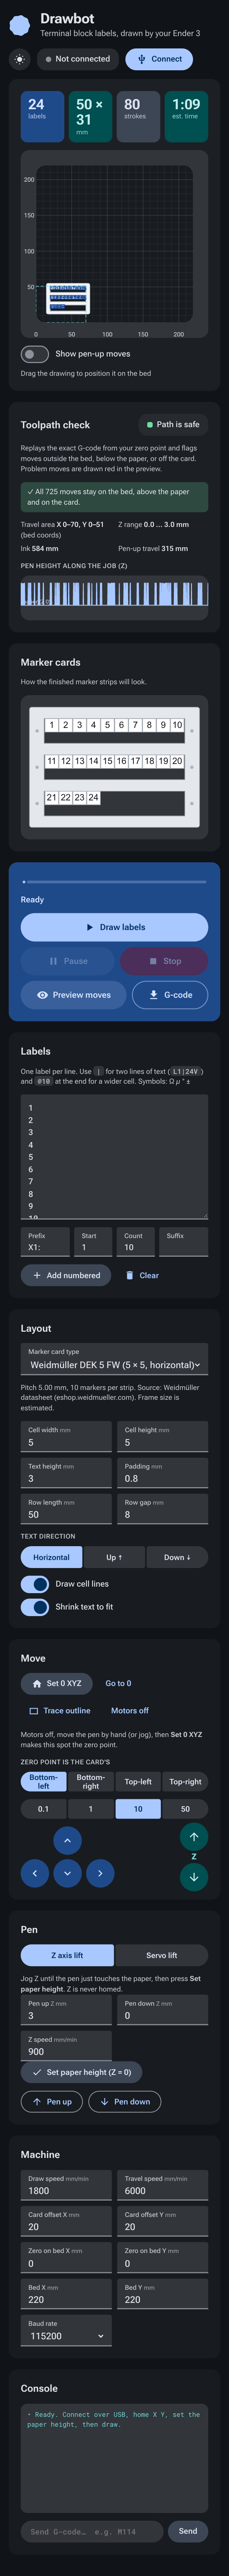 Drawbot
Terminal block labels, drawn by your Ender 3
Not connected
Connect
24
labels
50 ×
31
mm
80
strokes
1:09
est. time
200
150
100
50
0
50
100
150
200
Show pen-up moves
Drag the drawing to position it on the bed
Toolpath check
Path is safe
Replays the exact G-code from your zero point and flags
moves outside the bed, below the paper, or off the card.
Problem moves are drawn red in the preview.
✓ All 725 moves stay on the bed, above the paper
and on the card.
Travel area X 0–70, Y 0–51
(bed coords)
Z range 0.0 … 3.0 mm
Ink 584 mm
Pen-up travel 315 mm
PEN HEIGHT ALONG THE JOB (Z)
Marker cards
How the finished marker strips will look.
1 2 3 4 5 6 7 8 9 10
11 12 13 14 15 16 17 18 19 20
21 22 23 24
Ready
Draw labels
Pause
Stop
Preview moves
G-code
Labels
One label per line. Use | for two lines of text ( L1|24V )
and @10 at the end for a wider cell. Symbols: Ω µ ° ±
1
2
3
4
5
6
7
8
9
10
Prefix
X1:
Start
1
Count
10
Suffix
Add numbered
Clear
Layout
Marker card type
Weidmüller DEK 5 FW (5 × 5, horizontal)
Pitch 5.00 mm, 10 markers per strip. Source: Weidmüller
datasheet (eshop.weidmueller.com). Frame size is
estimated.
Cell width mm
5
Cell height mm
5
Text height mm
3
Padding mm
0.8
Row length mm
50
Row gap mm
8
TEXT DIRECTION
Horizontal
Up ↑
Down ↓
Draw cell lines
Shrink text to fit
Move
Set 0 XYZ
Go to 0
Trace outline
Motors off
Motors off, move the pen by hand (or jog), then Set 0 XYZ
makes this spot the zero point.
ZERO POINT IS THE CARD'S
Bottom-
left
Bottom-
right
Top-left
Top-right
0.1
1
10
50
Z
Pen
Z axis lift
Servo lift
Jog Z until the pen just touches the paper, then press Set
paper height. Z is never homed.
Pen up Z mm
3
Pen down Z mm
0
Z speed mm/min
900
Set paper height (Z = 0)
Pen up
Pen down
Machine
Draw speed mm/min
1800
Travel speed mm/min
6000
Card offset X mm
20
Card offset Y mm
20
Zero on bed X mm
0
Zero on bed Y mm
0
Bed X mm
220
Bed Y mm
220
Baud rate
115200
Console
• Ready. Connect over USB, home X Y, set the
paper height, then draw.
Send G-code… e.g. M114
Send